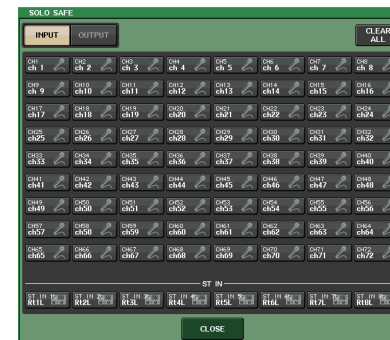 SOLO SAFE
INPUT OUTPUT
CLEAR ALL
CH1 CH2 CH3 CH4 CH5 CH6 CH7 CH8
ch 1 ch 2 ch 3 ch 4 ch 5 ch 6 ch 7 ch 8
CH9 CH10 CH11 CH12 CH13 CH14 CH15 CH16
ch 9 ch10 ch11 ch12 ch13 ch14 ch15 ch16
CH17 CH18 CH19 CH20 CH21 CH22 CH23 CH24
ch17 ch18 ch19 ch20 ch21 ch22 ch23 ch24
CH25 CH26 CH27 CH28 CH29 CH30 CH31 CH32
ch25 ch26 ch27 ch28 ch29 ch30 ch31 ch32
CH33 CH34 CH35 CH36 CH37 CH38 CH39 CH40
ch33 ch34 ch35 ch36 ch37 ch38 ch39 ch40
CH41 CH42 CH43 CH44 CH45 CH46 CH47 CH48
ch41 ch42 ch43 ch44 ch45 ch46 ch47 ch48
CH49 CH50 CH51 CH52 CH53 CH54 CH55 CH56
ch49 ch50 ch51 ch52 ch53 ch54 ch55 ch56
CH57 CH58 CH59 CH60 CH61 CH62 CH63 CH64
ch57 ch58 ch59 ch60 ch61 ch62 ch63 ch64
CH65 CH66 CH67 CH68 CH69 CH70 CH71 CH72
ch65 ch66 ch67 ch68 ch69 ch70 ch71 ch72
ST IN
ST IN ST IN ST IN ST IN ST IN ST IN ST IN ST IN
Rt1L Rt2L Rt3L Rt4L Rt5L Rt6L Rt7L Rt8L
CLOSE